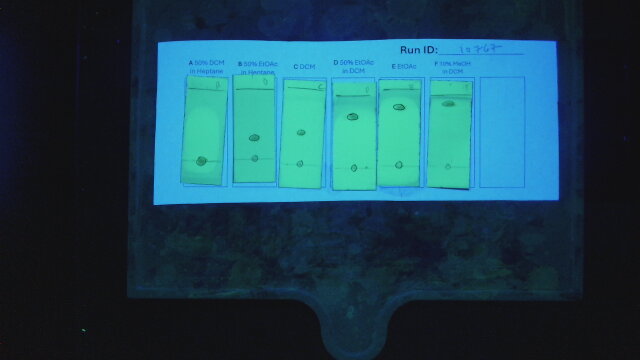 Run ID: 10767
A 50% DCM in Heptane
B 50% EtOAc in Heptane
C DCM
D 50% EtOAc in DCM
E EtOAc
F 10% MeOH in DCM